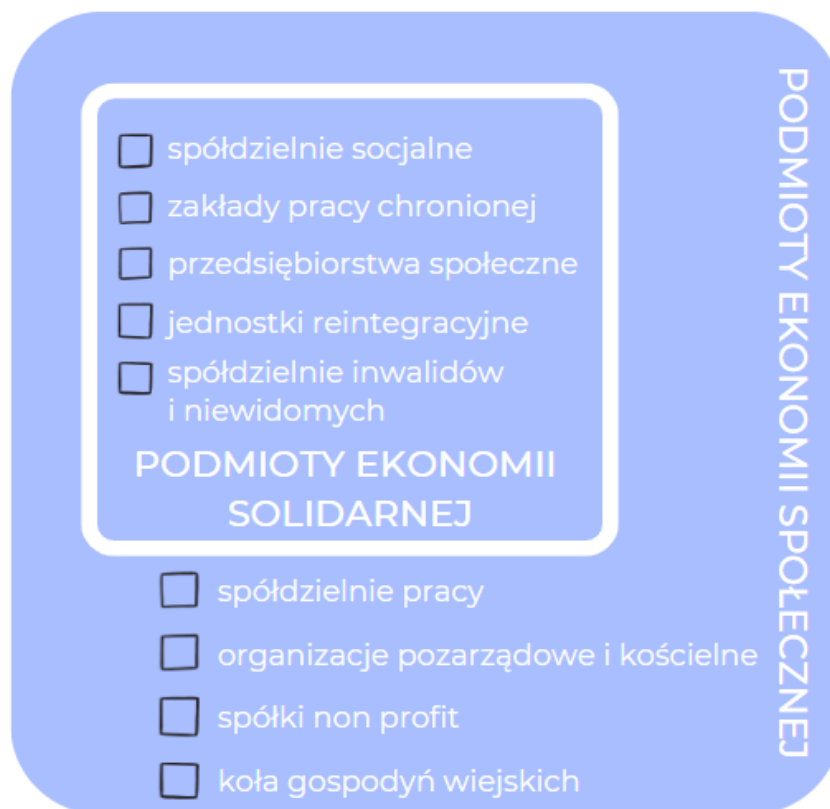 spółdzielnie socjalne
zakłady pracy chronionej
przedsiębiorstwa społeczne
jednostki reintegracyjne
spółdzielnie inwalidów
i niewidomych
PODMIOTY EKONOMII
SOLIDARNEJ
spółdzielnie pracy
organizacje pozarządowe i kościelne
spółki non profit
koła gospodyń wiejskich
PODMIOTY EKONOMII SPOŁECZNEJ